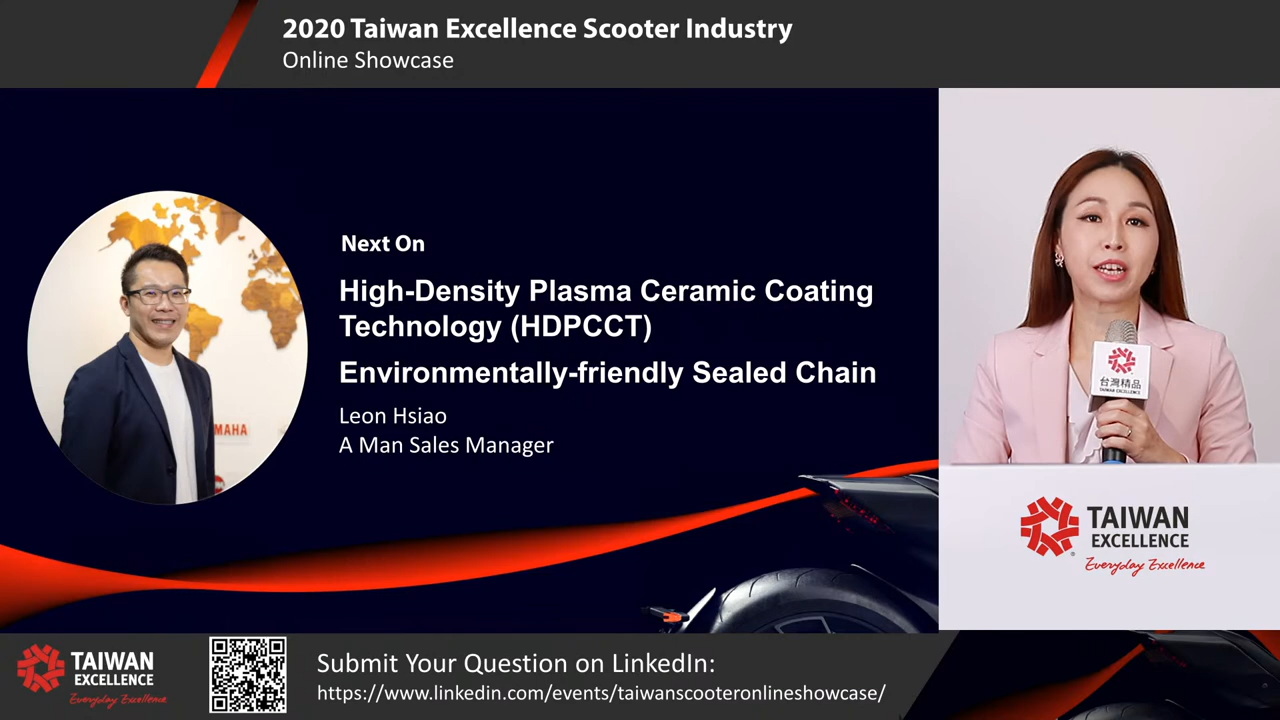 2020 Taiwan Excellence Scooter Industry
Online Showcase
Next On
High-Density Plasma Ceramic Coating
Technology (HDPCCT)
Environmentally-friendly Sealed Chain
Leon Hsiao
A Man Sales Manager
MAHA
台灣精品
TAIWAN EXCELLENCE
TAIWAN
EXCELLENCE
Everyday Excellence
TAIWAN
EXCELLENCE
Everyday Excellence
Submit Your Question on LinkedIn:
https://www.linkedin.com/events/taiwanscooteronlineshowcase/